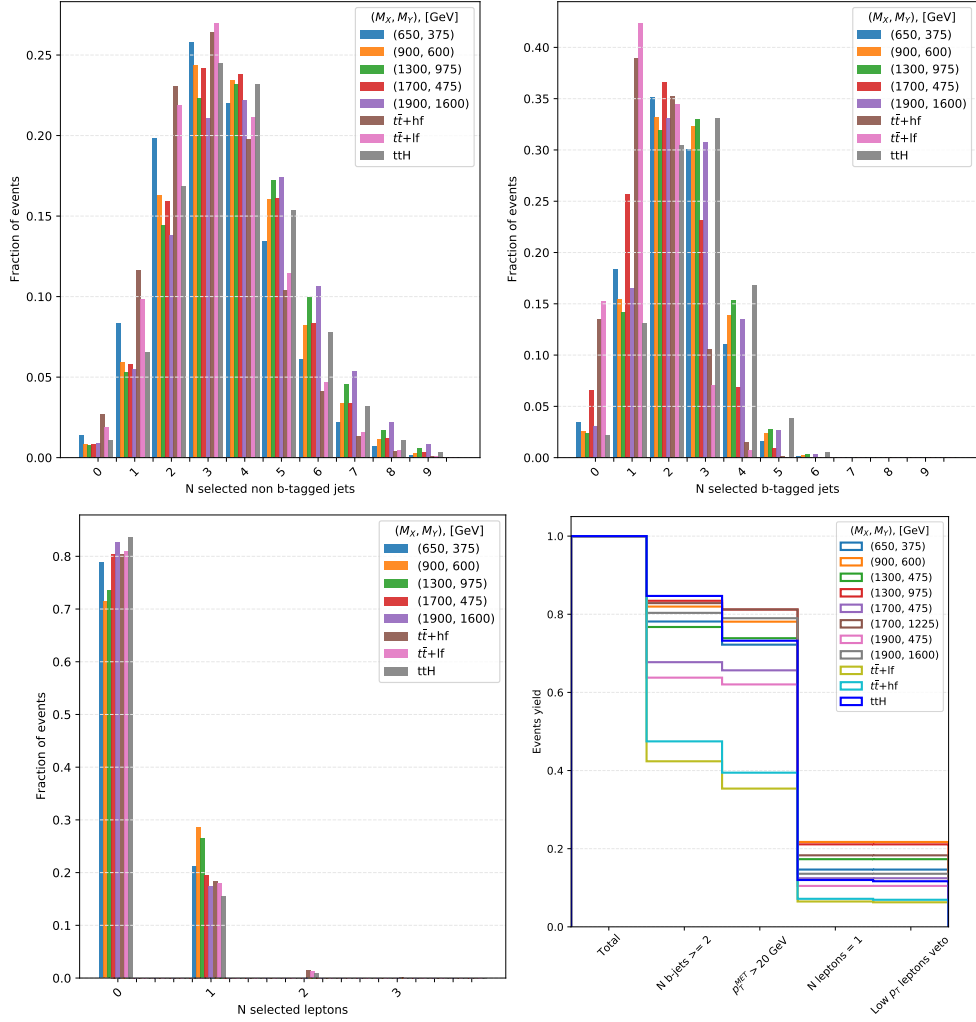 (M_X, M_Y), [GeV]
(650, 375)
(900, 600)
(1300, 975)
(1700, 475)
(1900, 1600)
tt̄+hf
tt̄+lf
ttH
Fraction of events
0.25
0.20
0.15
0.10
0.05
0.00
0 1 2 3 4 5 6 7 8 9
N selected non b-tagged jets
(M_X, M_Y), [GeV]
(650, 375)
(900, 600)
(1300, 975)
(1700, 475)
(1900, 1600)
tt̄+hf
tt̄+lf
ttH
Fraction of events
0.40
0.35
0.30
0.25
0.20
0.15
0.10
0.05
0.00
0 1 2 3 4 5 6 7 8 9
N selected b-tagged jets
(M_X, M_Y), [GeV]
(650, 375)
(900, 600)
(1300, 975)
(1700, 475)
(1900, 1600)
tt̄+hf
tt̄+lf
ttH
Fraction of events
0.8
0.7
0.6
0.5
0.4
0.3
0.2
0.1
0.0
0 1 2 3
N selected leptons
(M_X, M_Y), [GeV]
(650, 375)
(900, 600)
(1300, 475)
(1300, 975)
(1700, 475)
(1700, 1225)
(1900, 475)
(1900, 1600)
tt̄+lf
tt̄+hf
ttH
Events yield
1.0
0.8
0.6
0.4
0.2
0.0
Total
N b-jets >= 2
p_T^MET > 20 GeV
N leptons = 1
Low p_T leptons veto